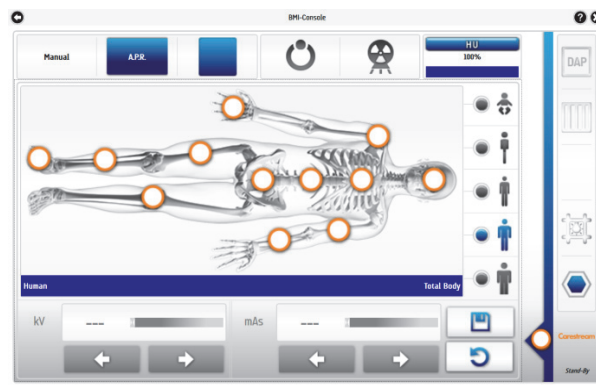 BMI-Console
Manual
A.P.R.
HU
100%
DAP
Human
Total Body
kV
---
mAs
---
Carestream
Stand-By